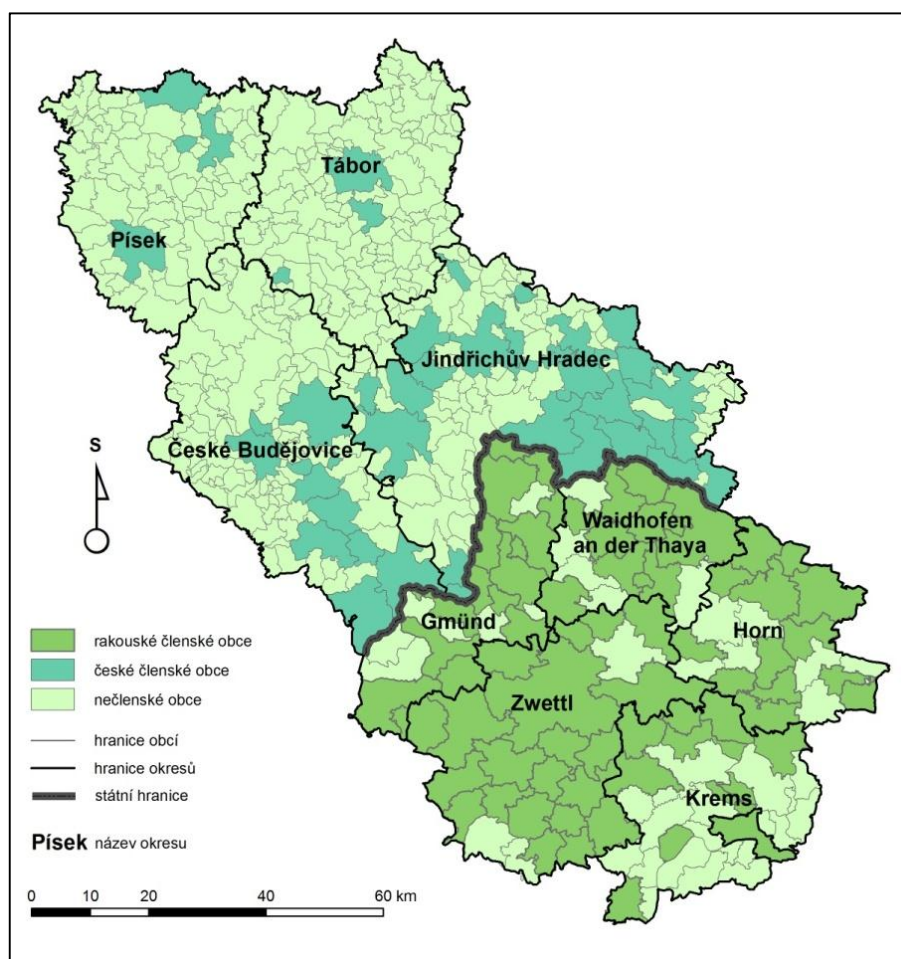 Tábor
Písek
Jindřichův Hradec
České Budějovice
S
Waidhofen
an der Thaya
Gmünd
Horn
Zwettl
Krems
rakouské členské obce
české členské obce
nečlenské obce
hranice obcí
hranice okresů
státní hranice
Písek název okresu
0 10 20 40 60 km